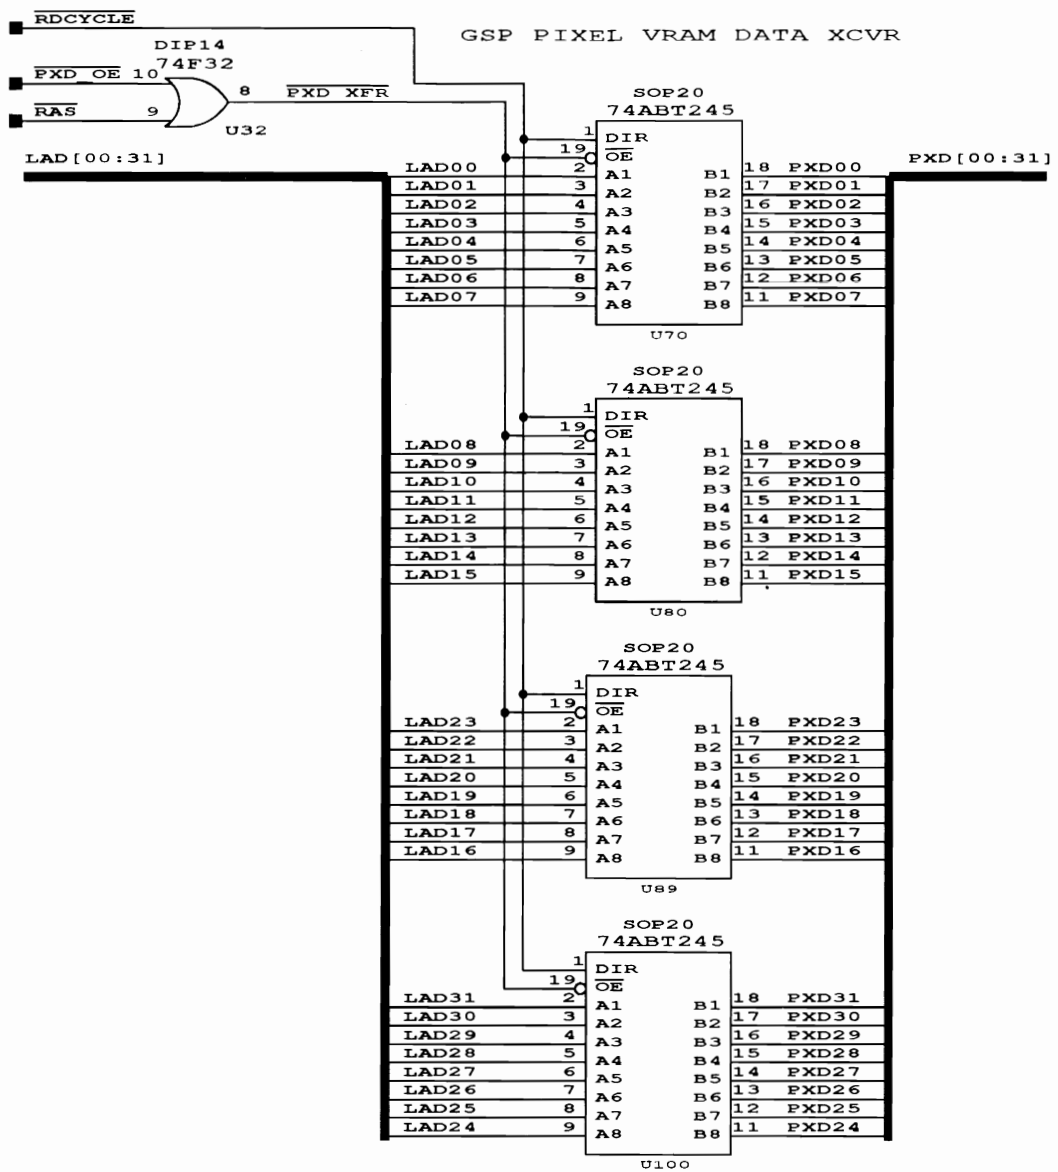 RDCYCLE
GSP PIXEL VRAM DATA XCVR
DIP14
74F32
PXD_OE 10
8 PXD_XFR
RAS 9
U32
LAD[00:31]
PXD[00:31]
SOP20
74ABT245
1 DIR
19 OE
LAD00 2 A1 B1 18 PXD00
LAD01 3 A2 B2 17 PXD01
LAD02 4 A3 B3 16 PXD02
LAD03 5 A4 B4 15 PXD03
LAD04 6 A5 B5 14 PXD04
LAD05 7 A6 B6 13 PXD05
LAD06 8 A7 B7 12 PXD06
LAD07 9 A8 B8 11 PXD07
U70
SOP20
74ABT245
1 DIR
19 OE
LAD08 2 A1 B1 18 PXD08
LAD09 3 A2 B2 17 PXD09
LAD10 4 A3 B3 16 PXD10
LAD11 5 A4 B4 15 PXD11
LAD12 6 A5 B5 14 PXD12
LAD13 7 A6 B6 13 PXD13
LAD14 8 A7 B7 12 PXD14
LAD15 9 A8 B8 11 PXD15
U80
SOP20
74ABT245
1 DIR
19 OE
LAD23 2 A1 B1 18 PXD23
LAD22 3 A2 B2 17 PXD22
LAD21 4 A3 B3 16 PXD21
LAD20 5 A4 B4 15 PXD20
LAD19 6 A5 B5 14 PXD19
LAD18 7 A6 B6 13 PXD18
LAD17 8 A7 B7 12 PXD17
LAD16 9 A8 B8 11 PXD16
U89
SOP20
74ABT245
1 DIR
19 OE
LAD31 2 A1 B1 18 PXD31
LAD30 3 A2 B2 17 PXD30
LAD29 4 A3 B3 16 PXD29
LAD28 5 A4 B4 15 PXD28
LAD27 6 A5 B5 14 PXD27
LAD26 7 A6 B6 13 PXD26
LAD25 8 A7 B7 12 PXD25
LAD24 9 A8 B8 11 PXD24
U100